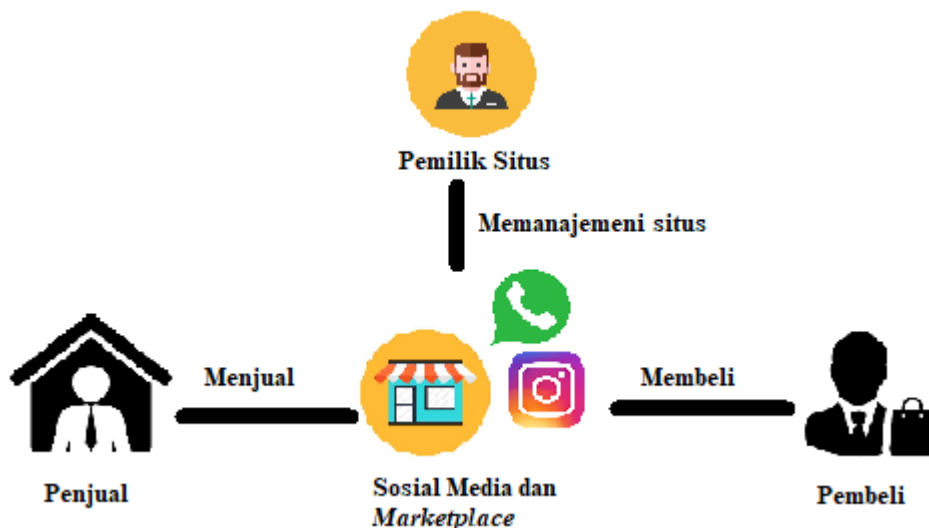 Pemilik Situs
Memanajemeni situs
Menjual
Membeli
Penjual
Sosial Media dan
Marketplace
Pembeli